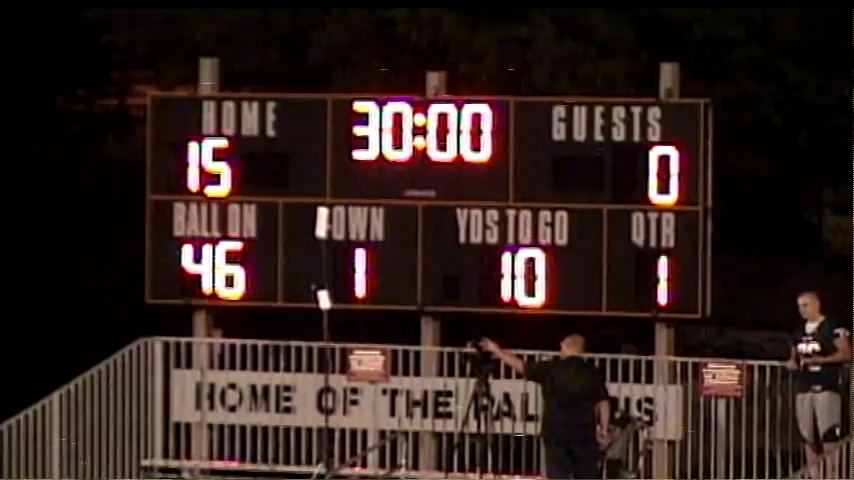 HOME 30:00 GUESTS
15 0
BALL ON DOWN YDS TO GO QTR
46 1 10 1
HOME OF THE